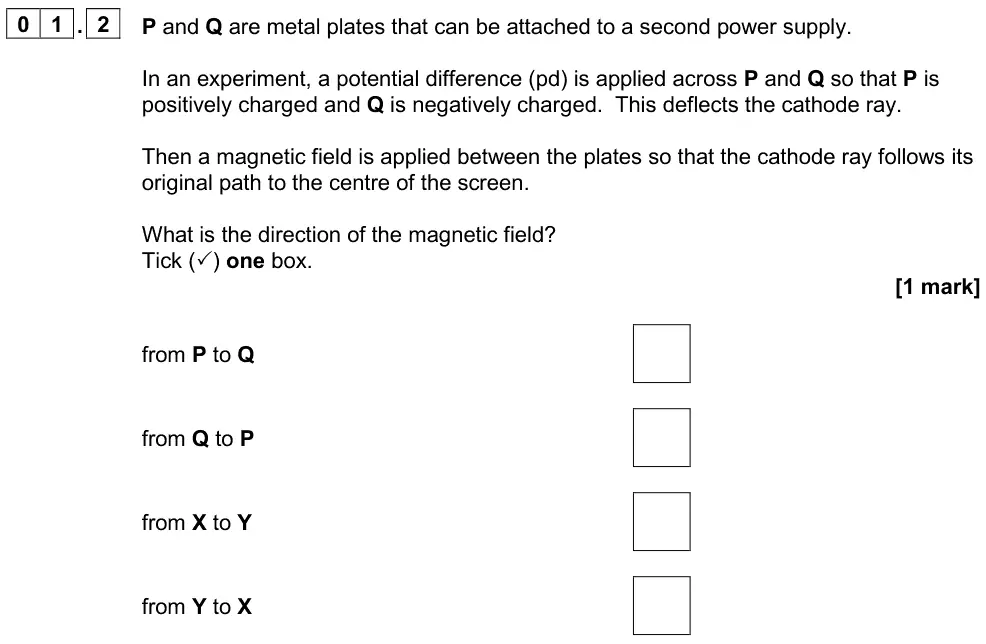 01.2 P and Q are metal plates that can be attached to a second power supply.
In an experiment, a potential difference (pd) is applied across P and Q so that P is
positively charged and Q is negatively charged. This deflects the cathode ray.
Then a magnetic field is applied between the plates so that the cathode ray follows its
original path to the centre of the screen.
What is the direction of the magnetic field?
Tick (✓) one box.
[1 mark]
from P to Q
from Q to P
from X to Y
from Y to X